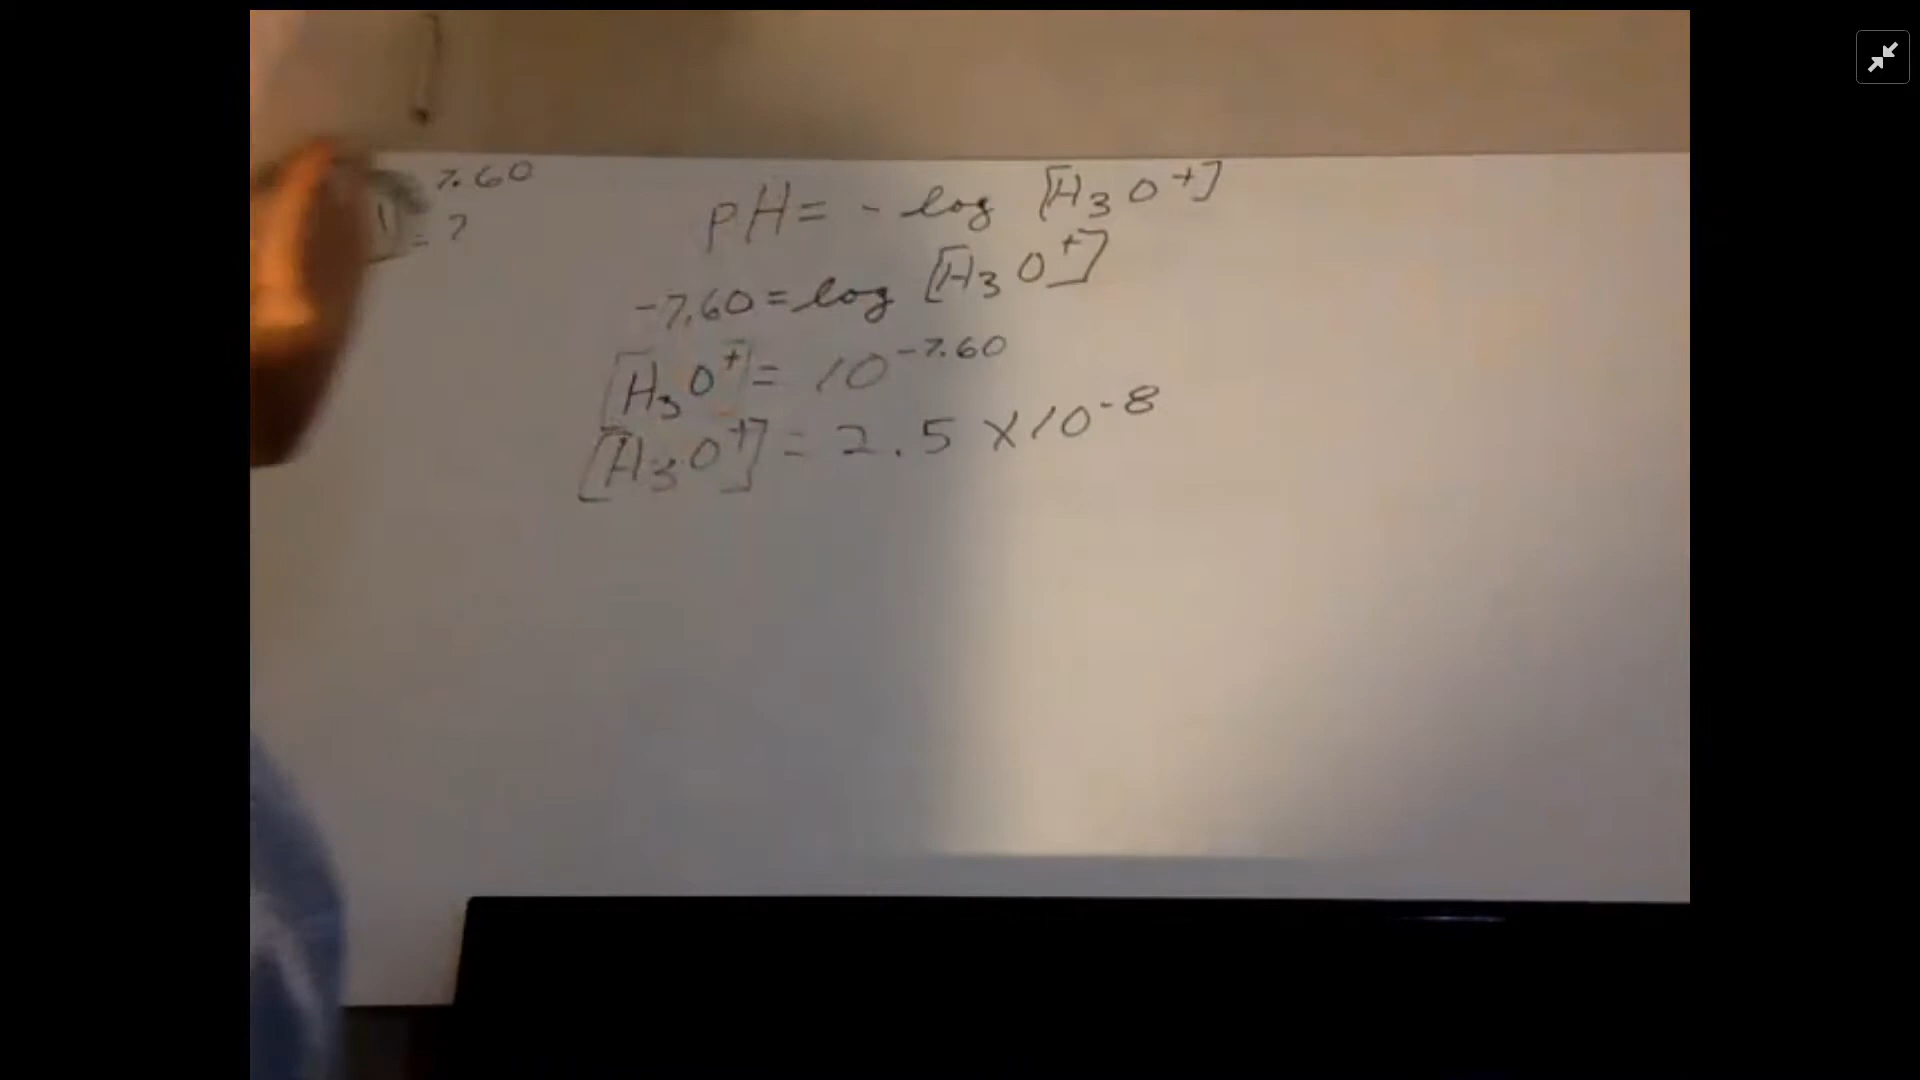 7.60
= ?
pH = - log [H₃O⁺]
-7.60 = log [H₃O⁺]
[H₃O⁺] = 10⁻⁷·⁶⁰
[H₃O⁺] = 2.5 X 10⁻⁸